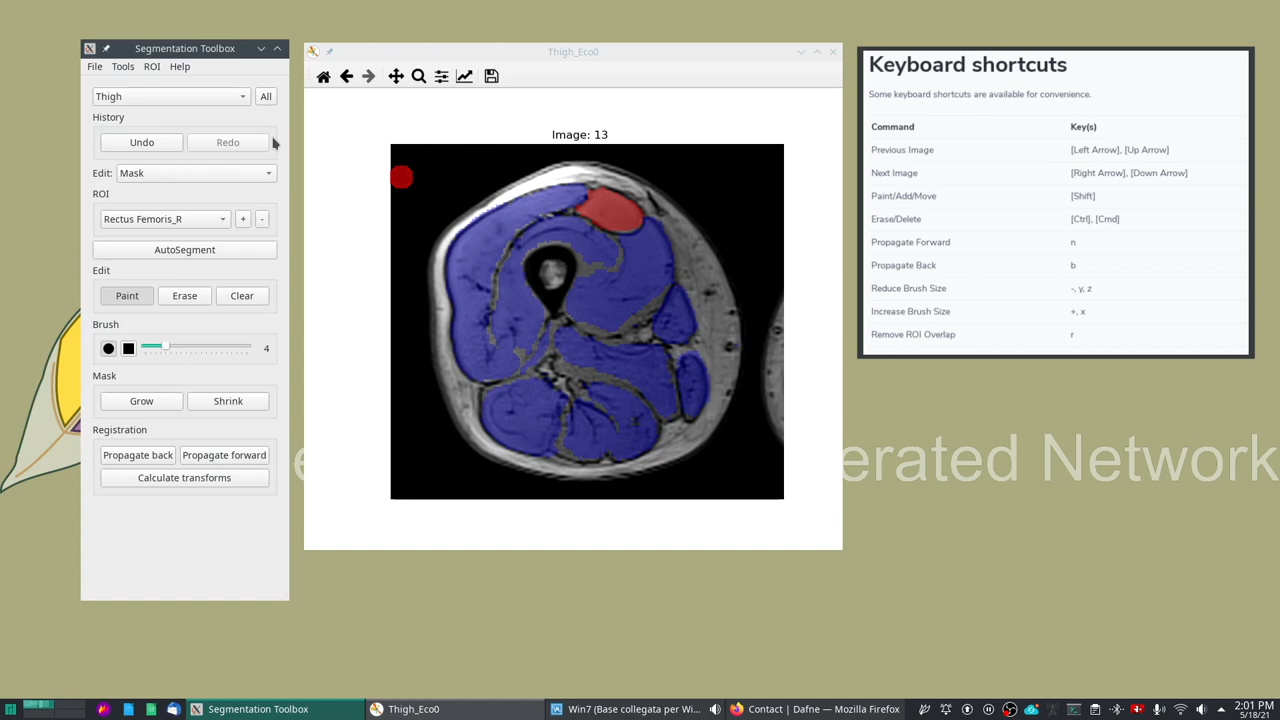 Segmentation Toolbox
File Tools ROI Help
Thigh All
History
Undo Redo
Edit: Mask
ROI
Rectus Femoris_R + -
AutoSegment
Edit
Paint Erase Clear
Brush
4
Mask
Grow Shrink
Registration
Propagate back Propagate forward
Calculate transforms
Thigh_Eco0
Image: 13
Keyboard shortcuts
Some keyboard shortcuts are available for convenience.
Command Key(s)
Previous Image [Left Arrow], [Up Arrow]
Next Image [Right Arrow], [Down Arrow]
Paint/Add/Move [Shift]
Erase/Delete [Ctrl], [Cmd]
Propagate Forward n
Propagate Back b
Reduce Brush Size -, y, z
Increase Brush Size +, x
Remove ROI Overlap r
erated Network
Segmentation Toolbox
Thigh_Eco0
Win7 (Base collegata per Wi...
Contact | Dafne — Mozilla Firefox
2:01 PM
5/18/21